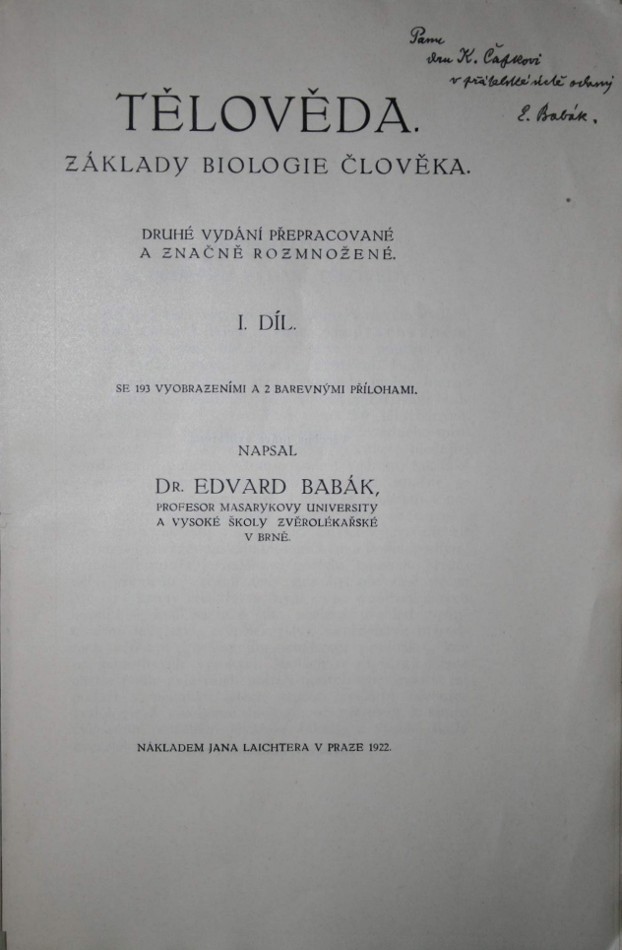 Panu
dru K. Čapkovi
v přátelské úctě oddaný
E. Babák.
TĚLOVĚDA.
ZÁKLADY BIOLOGIE ČLOVĚKA.
DRUHÉ VYDÁNÍ PŘEPRACOVANÉ
A ZNAČNĚ ROZMNOŽENÉ.
I. DÍL.
SE 193 VYOBRAZENÍMI A 2 BAREVNÝMI PŘÍLOHAMI.
NAPSAL
DR. EDVARD BABÁK,
PROFESOR MASARYKOVY UNIVERSITY
A VYSOKÉ ŠKOLY ZVĚROLÉKAŘSKÉ
V BRNĚ.
NÁKLADEM JANA LAICHTERA V PRAZE 1922.